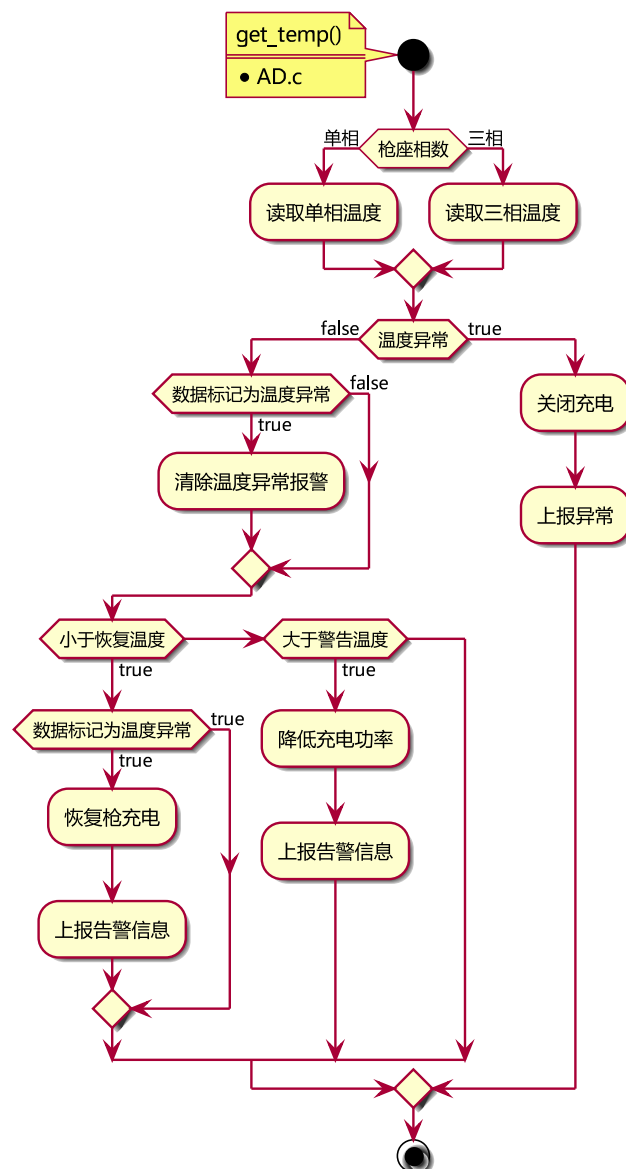 get_temp()
• AD.c
枪座相数
单相
三相
读取单相温度
读取三相温度
温度异常
false
true
数据标记为温度异常
false
true
清除温度异常报警
关闭充电
上报异常
小于恢复温度
true
大于警告温度
true
数据标记为温度异常
true
true
恢复枪充电
上报告警信息
降低充电功率
上报告警信息